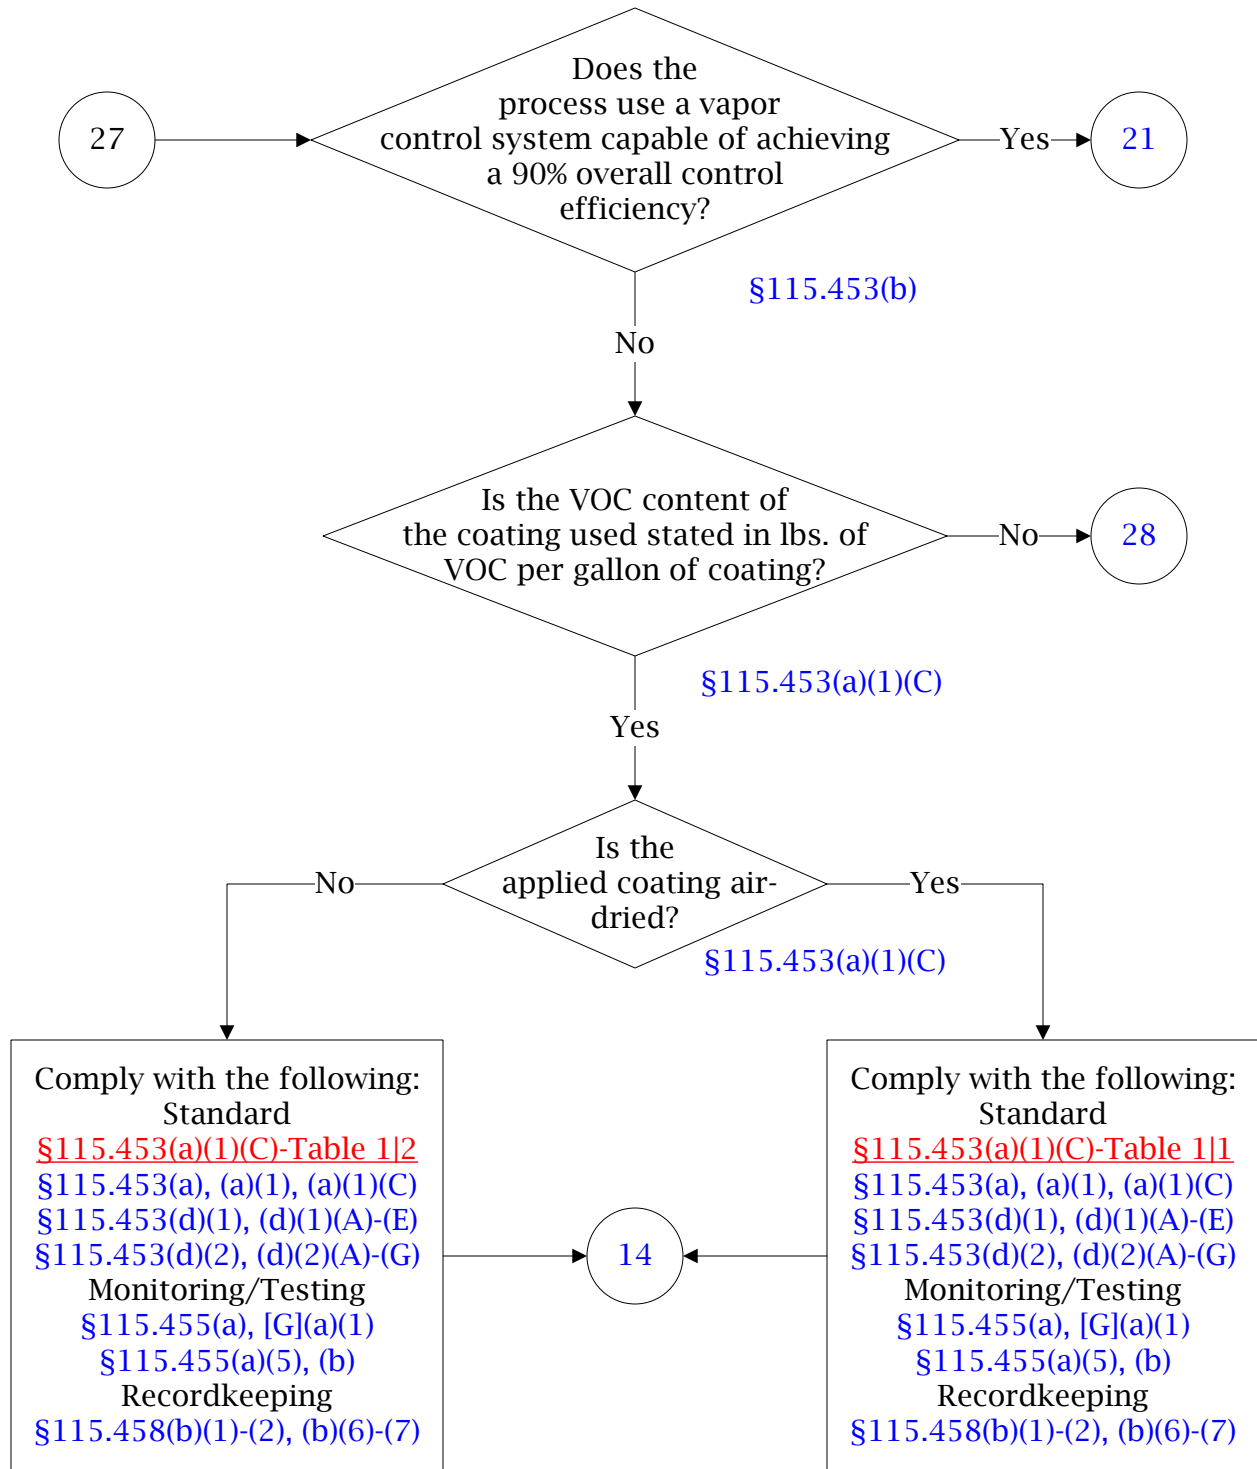 Does the
process use a vapor
control system capable of achieving
a 90% overall control
efficiency?
27
Yes
21
§115.453(b)
No
Is the VOC content of
the coating used stated in lbs. of
VOC per gallon of coating?
No
28
§115.453(a)(1)(C)
Yes
Is the
applied coating air-
dried?
No
Yes
§115.453(a)(1)(C)
Comply with the following:
Standard
§115.453(a)(1)(C)-Table 1|2
§115.453(a), (a)(1), (a)(1)(C)
§115.453(d)(1), (d)(1)(A)-(E)
§115.453(d)(2), (d)(2)(A)-(G)
Monitoring/Testing
§115.455(a), [G](a)(1)
§115.455(a)(5), (b)
Recordkeeping
§115.458(b)(1)-(2), (b)(6)-(7)
14
Comply with the following:
Standard
§115.453(a)(1)(C)-Table 1|1
§115.453(a), (a)(1), (a)(1)(C)
§115.453(d)(1), (d)(1)(A)-(E)
§115.453(d)(2), (d)(2)(A)-(G)
Monitoring/Testing
§115.455(a), [G](a)(1)
§115.455(a)(5), (b)
Recordkeeping
§115.458(b)(1)-(2), (b)(6)-(7)